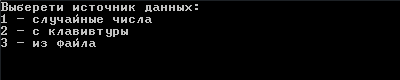 Выберети источник данных:
1 - случайные числа
2 - с клавивтуры
3 - из файла